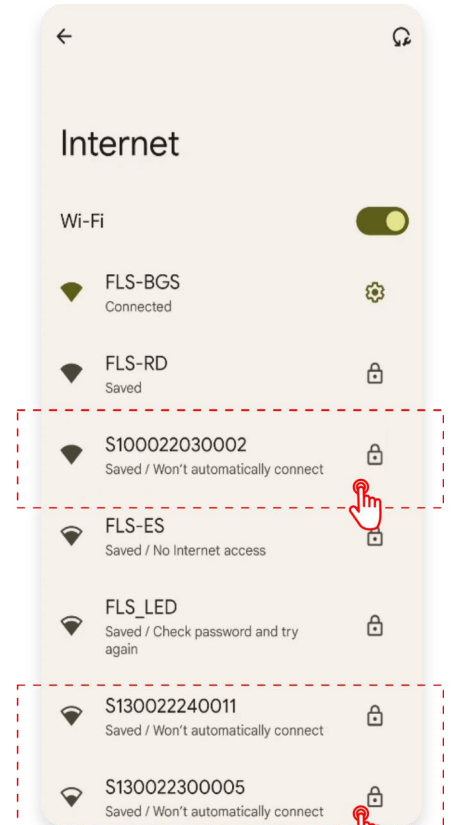 Internet
Wi-Fi
FLS-BGS
Connected
FLS-RD
Saved
S100022030002
Saved / Won't automatically connect
FLS-ES
Saved / No Internet access
FLS_LED
Saved / Check password and try
again
S130022240011
Saved / Won't automatically connect
S130022300005
Saved / Won't automatically connect